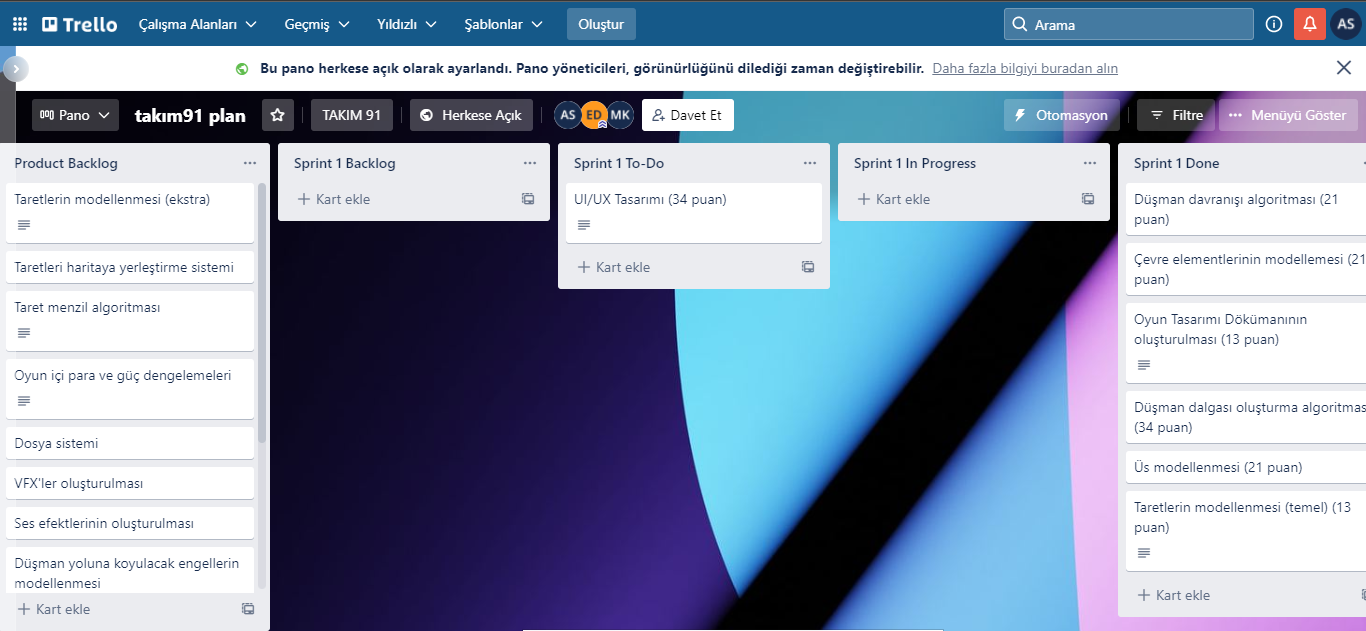 Trello Çalışma Alanları Geçmiş Yıldızlı Şablonlar Oluştur Arama AS
Bu pano herkese açık olarak ayarlandı. Pano yöneticileri, görünürlüğünü dilediği zaman değiştirebilir. Daha fazla bilgiyi buradan alın
Pano takım91 plan TAKIM 91 Herkese Açık AS ED MK Davet Et Otomasyon Filtre Menüyü Göster
Product Backlog
Taretlerin modellenmesi (ekstra)
Taretleri haritaya yerleştirme sistemi
Taret menzil algoritması
Oyun içi para ve güç dengelemeleri
Dosya sistemi
VFX'ler oluşturulması
Ses efektlerinin oluşturulması
Düşman yoluna koyulacak engellerin
modellenmesi
Kart ekle
Sprint 1 Backlog
Kart ekle
Sprint 1 To-Do
UI/UX Tasarımı (34 puan)
Kart ekle
Sprint 1 In Progress
Kart ekle
Sprint 1 Done
Düşman davranışı algoritması (21
puan)
Çevre elementlerinin modellemesi (21
puan)
Oyun Tasarımı Dökümanının
oluşturulması (13 puan)
Düşman dalgası oluşturma algoritmas
(34 puan)
Üs modellenmesi (21 puan)
Taretlerin modellenmesi (temel) (13
puan)
Kart ekle